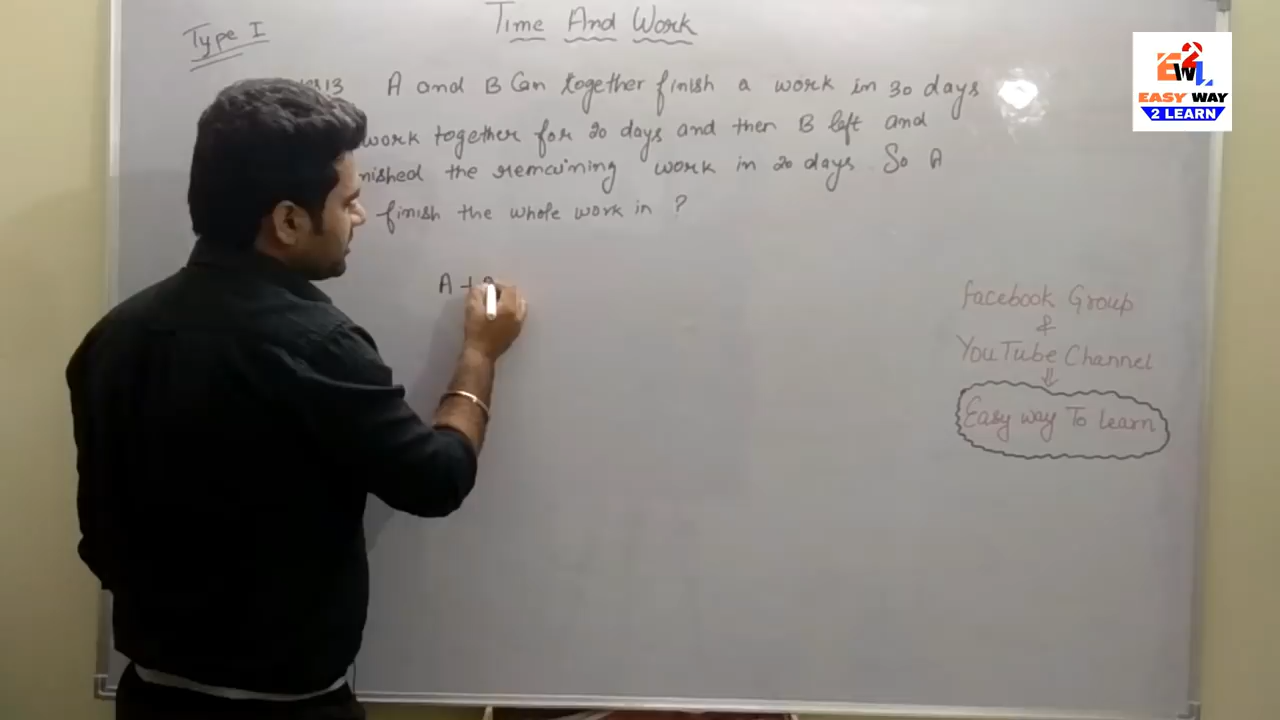 Type I
Time And Work
A and B Can together finish a work in 30 days
work together for 20 days and then B left and
the remaining work in 20 days. So A
finish the whole work in ?
A +
Facebook Group
&
YouTube Channel
⇓
Easy way To Learn
E2WL
EASY WAY
2 LEARN